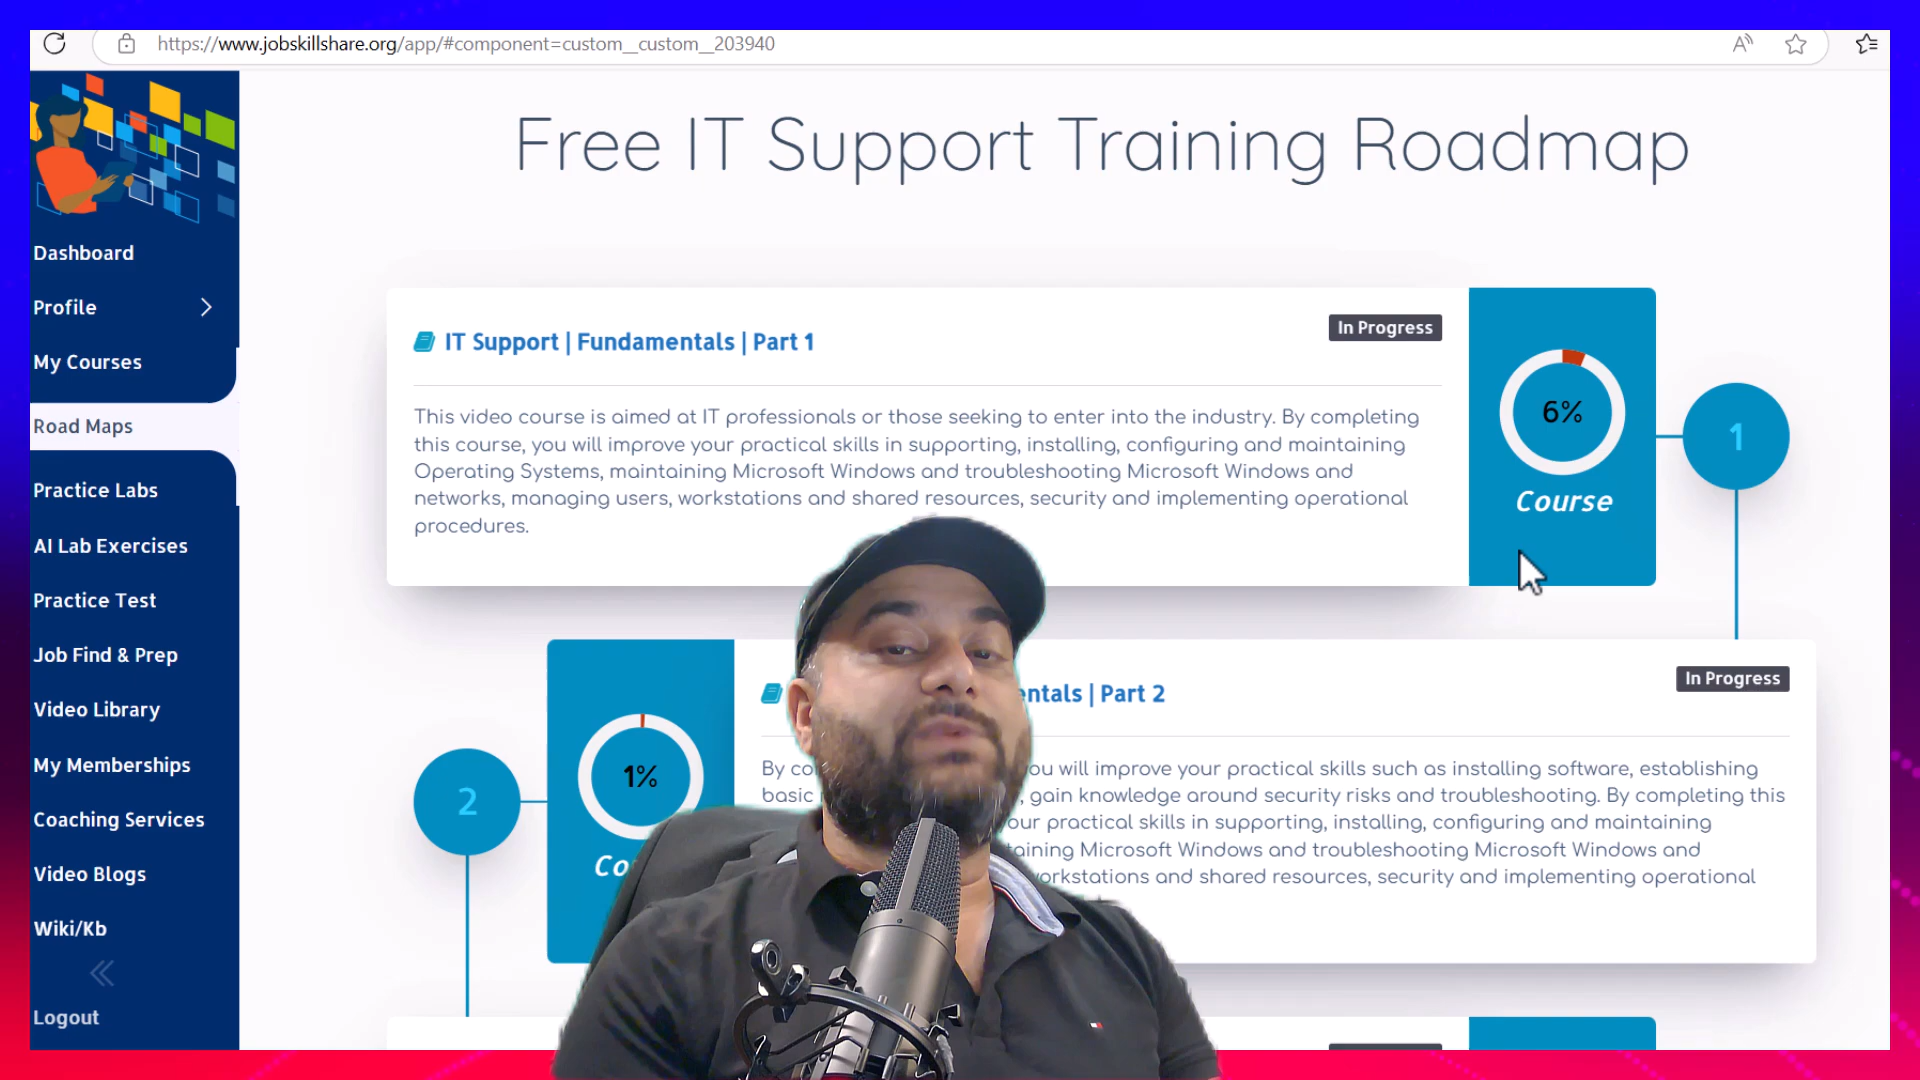 https://www.jobskillshare.org/app/#component=custom__custom__203940
Free IT Support Training Roadmap
Dashboard
Profile
My Courses
Road Maps
Practice Labs
AI Lab Exercises
Practice Test
Job Find & Prep
Video Library
My Memberships
Coaching Services
Video Blogs
Wiki/Kb
Logout
IT Support | Fundamentals | Part 1
In Progress
This video course is aimed at IT professionals or those seeking to enter into the industry. By completing
this course, you will improve your practical skills in supporting, installing, configuring and maintaining
Operating Systems, maintaining Microsoft Windows and troubleshooting Microsoft Windows and
networks, managing users, workstations and shared resources, security and implementing operational
procedures.
6%
Course
1
| Part 2
In Progress
By
you will improve your practical skills such as installing software, establishing
basic
, gain knowledge around security risks and troubleshooting. By completing this
your practical skills in supporting, installing, configuring and maintaining
Microsoft Windows and troubleshooting Microsoft Windows and
workstations and shared resources, security and implementing operational
1%
2